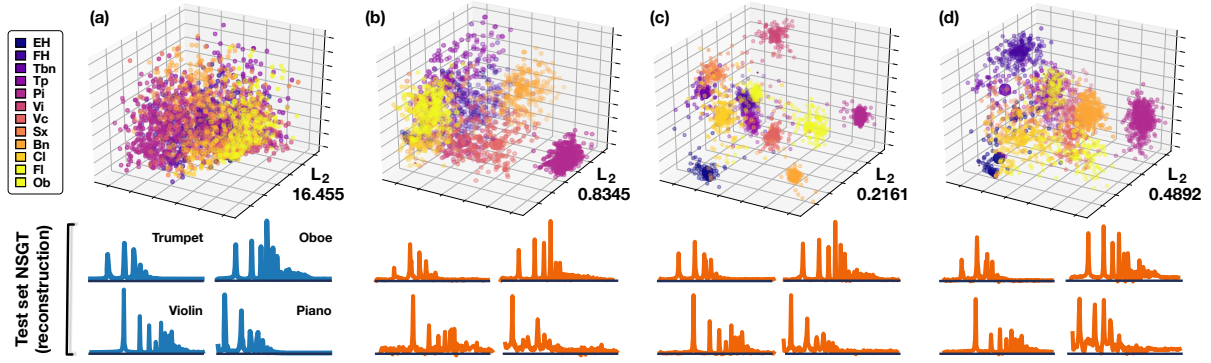 (a)
(b)
(c)
(d)
EH
FH
Tbn
Tp
Pi
Vi
Vc
Sx
Bn
Cl
Fl
Ob
L2
16.455
L2
0.8345
L2
0.2161
L2
0.4892
Test set NSGT
(reconstruction)
Trumpet
Oboe
Violin
Piano